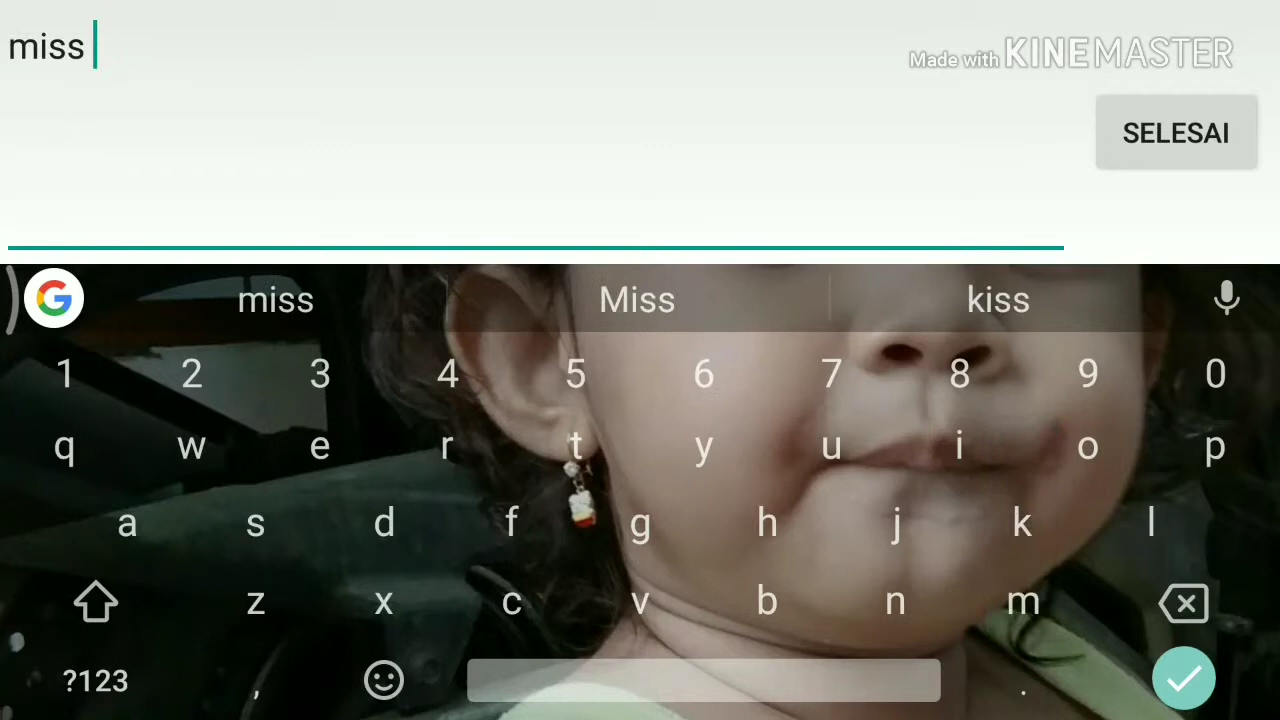 miss
Made with KINEMASTER
SELESAI
G miss Miss kiss
1 2 3 4 5 6 7 8 9 0
q w e r t y u i o p
a s d f g h j k l
z x c v b n m
?123 , .